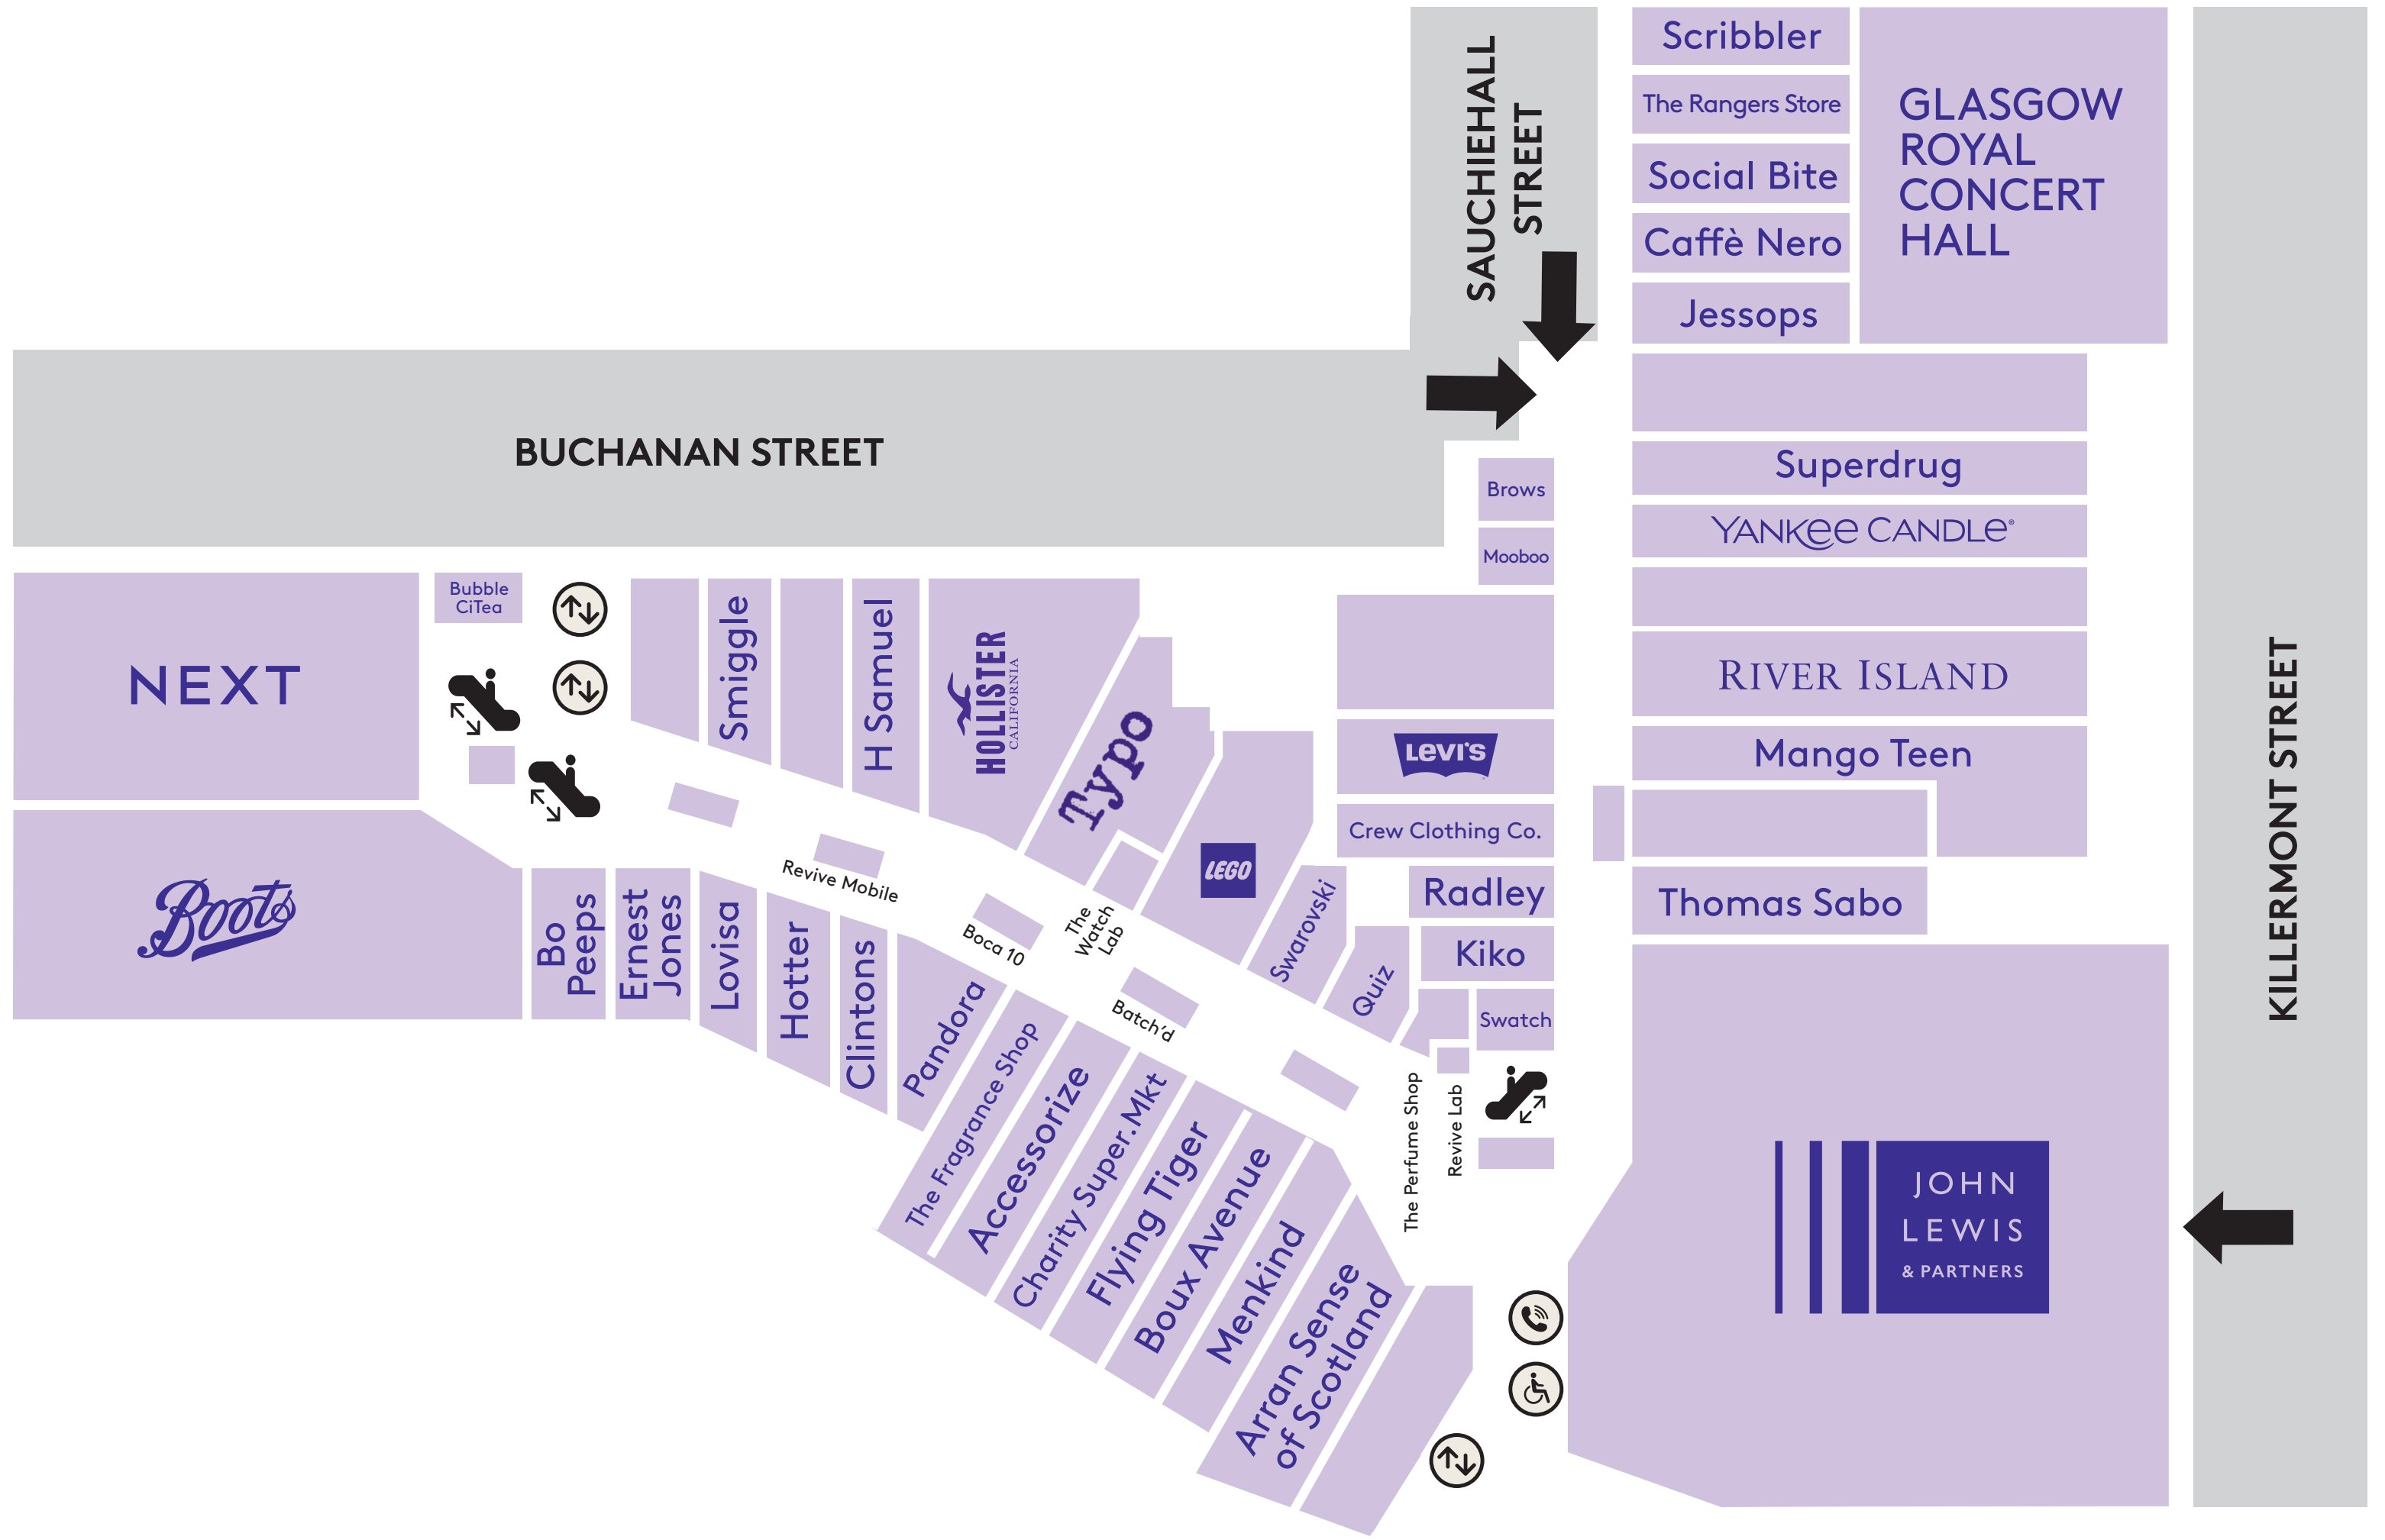 SAUCHIEHALL
STREET
Scribbler
The Rangers Store
Social Bite
Caffè Nero
Jessops
GLASGOW
ROYAL
CONCERT
HALL
BUCHANAN STREET
KILLERMONT STREET
Superdrug
YANKEE CANDLE®
RIVER ISLAND
Mango Teen
Thomas Sabo
Brows
Mooboo
LEVI'S
Crew Clothing Co.
Radley
Kiko
Swatch
NEXT
Bubble
CiTea
Smiggle
H Samuel
HOLLISTER
CALIFORNIA
Typo
LEGO
Swarovski
Quiz
Revive Mobile
Boca 10
The
Watch
Lab
Batch'd
The Perfume Shop
Revive Lab
Boots
Bo
Peeps
Ernest
Jones
Lovisa
Hotter
Clintons
Pandora
The Fragrance Shop
Accessorize
Charity Super.Mkt
Flying Tiger
Boux Avenue
Menkind
Arran Sense
of Scotland
JOHN
LEWIS
& PARTNERS